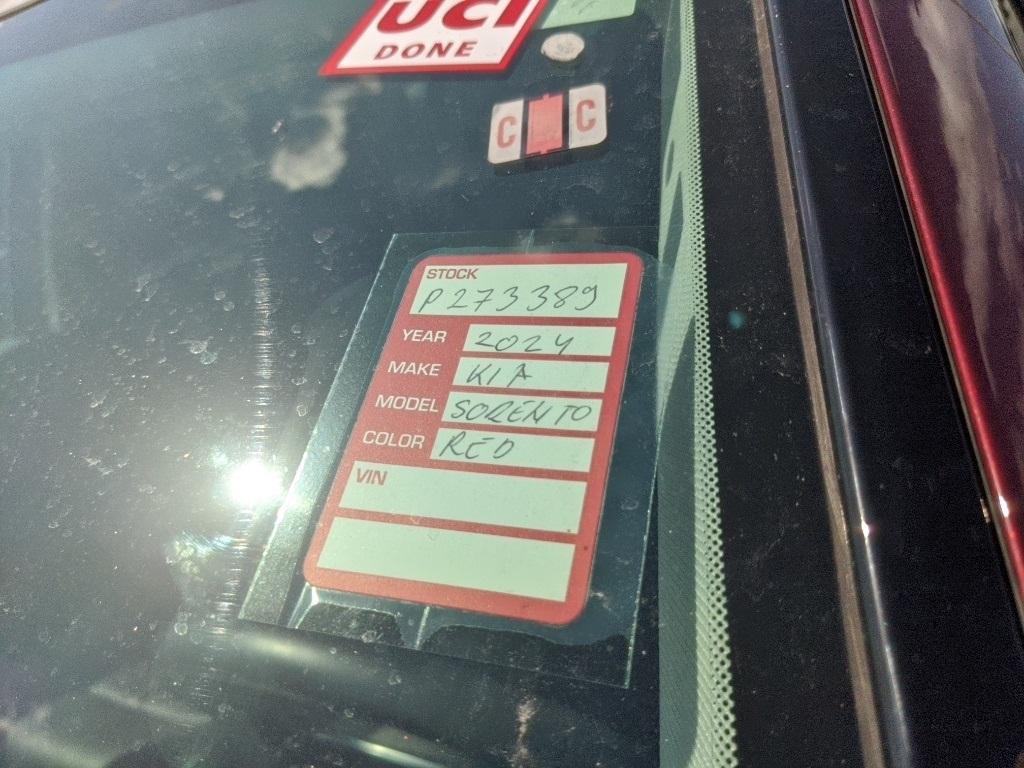 UCI
DONE
C C
STOCK
P273389
YEAR 2024
MAKE KIA
MODEL SORENTO
COLOR RED
VIN